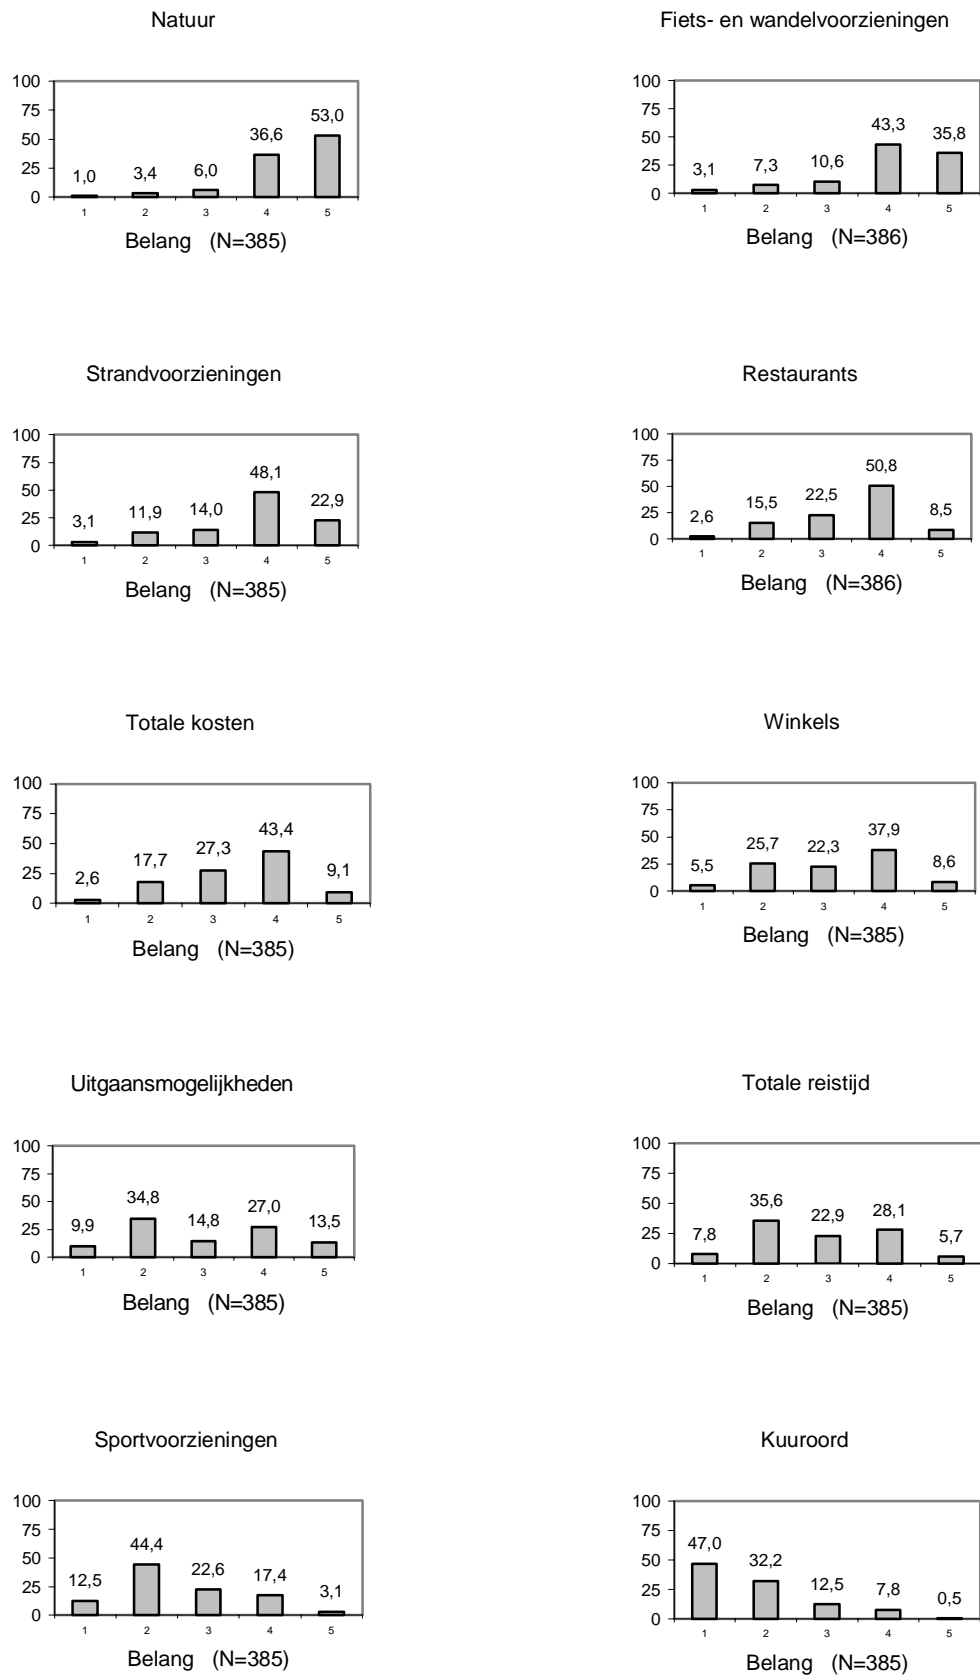 Natuur
100
75
50
25
0
1,0 3,4 6,0 36,6 53,0
1 2 3 4 5
Belang (N=385)
Fiets- en wandelvoorzieningen
100
75
50
25
0
3,1 7,3 10,6 43,3 35,8
1 2 3 4 5
Belang (N=386)
Strandvoorzieningen
100
75
50
25
0
3,1 11,9 14,0 48,1 22,9
1 2 3 4 5
Belang (N=385)
Restaurants
100
75
50
25
0
2,6 15,5 22,5 50,8 8,5
1 2 3 4 5
Belang (N=386)
Totale kosten
100
75
50
25
0
2,6 17,7 27,3 43,4 9,1
1 2 3 4 5
Belang (N=385)
Winkels
100
75
50
25
0
5,5 25,7 22,3 37,9 8,6
1 2 3 4 5
Belang (N=385)
Uitgaansmogelijkheden
100
75
50
25
0
9,9 34,8 14,8 27,0 13,5
1 2 3 4 5
Belang (N=385)
Totale reistijd
100
75
50
25
0
7,8 35,6 22,9 28,1 5,7
1 2 3 4 5
Belang (N=385)
Sportvoorzieningen
100
75
50
25
0
12,5 44,4 22,6 17,4 3,1
1 2 3 4 5
Belang (N=385)
Kuuroord
100
75
50
25
0
47,0 32,2 12,5 7,8 0,5
1 2 3 4 5
Belang (N=385)